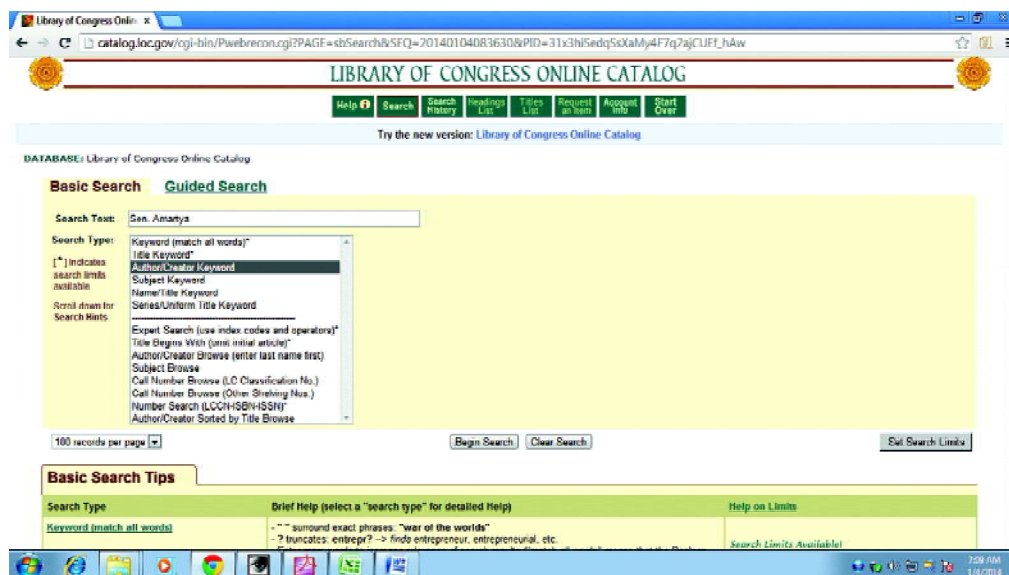 Library of Congress Onlin x
catalog.loc.gov/cgi-bin/Pwebrecon.cgi?PAGE=sbSearch&SEQ=20140104083630&PID=31x3hiSedqSsXaMy4F7q7ajCUEf_hAw
LIBRARY OF CONGRESS ONLINE CATALOG
Help Search Search History Headings List Titles List Request an Item Account Info Start Over
Try the new version: Library of Congress Online Catalog
DATABASE: Library of Congress Online Catalog
Basic Search Guided Search
Search Text: Sen. Amartya
Search Type:
[*] Indicates
search limits
available
Scroll down for
Search Hints
Keyword (match all words)*
Title Keyword*
Author/Creator Keyword
Subject Keyword
Name/Title Keyword
Series/Uniform Title Keyword
Expert Search (use index codes and operators)*
Title Begins With (omit initial article)*
Author/Creator Browse (enter last name first)
Subject Browse
Call Number Browse (LC Classification No.)
Call Number Browse (Other Shelving Nos.)
Number Search (LCCN-ISBN-ISSN)*
Author/Creator Sorted by Title Browse
100 records per page Begin Search Clear Search Set Search Limits
Basic Search Tips
Search Type Brief Help (select a "search type" for detailed Help) Help on Limits
Keyword (match all words) - " " surround exact phrases: "war of the worlds"
- ? truncates: entrepr? --> finds entrepreneur, entrepreneurial, etc.
Search Limits Available!
7:09 AM
1/4/2014